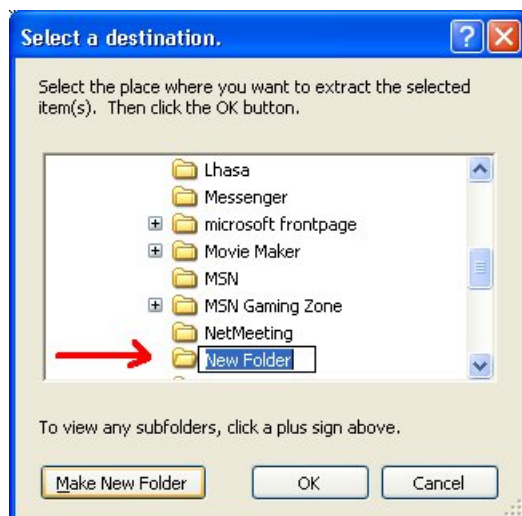 Select a destination.
Select the place where you want to extract the selected
item(s).  Then click the OK button.
Lhasa
Messenger
microsoft frontpage
Movie Maker
MSN
MSN Gaming Zone
NetMeeting
New Folder
To view any subfolders, click a plus sign above.
Make New Folder
OK
Cancel